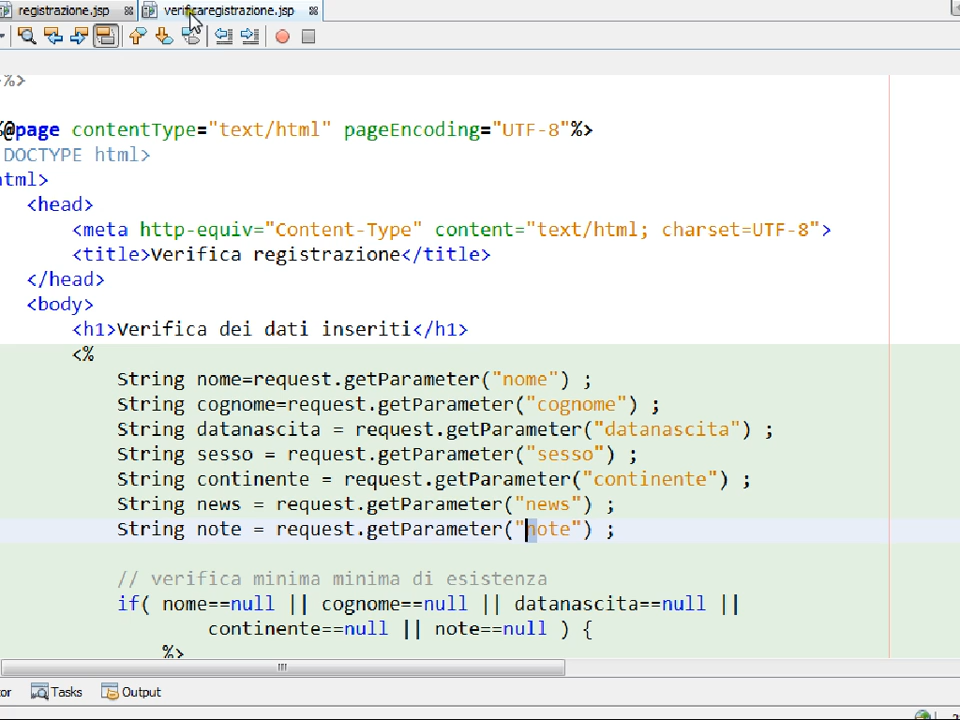 registrazione.jsp verificaregistrazione.jsp
-%>
%@page contentType="text/html" pageEncoding="UTF-8"%>
DOCTYPE html>
tml>
<head>
<meta http-equiv="Content-Type" content="text/html; charset=UTF-8">
<title>Verifica registrazione</title>
</head>
<body>
<h1>Verifica dei dati inseriti</h1>
<%
String nome=request.getParameter("nome") ;
String cognome=request.getParameter("cognome") ;
String datanascita = request.getParameter("datanascita") ;
String sesso = request.getParameter("sesso") ;
String continente = request.getParameter("continente") ;
String news = request.getParameter("news") ;
String note = request.getParameter("note") ;
// verifica minima minima di esistenza
if( nome==null || cognome==null || datanascita==null ||
continente==null || note==null ) {
%>
or Tasks Output